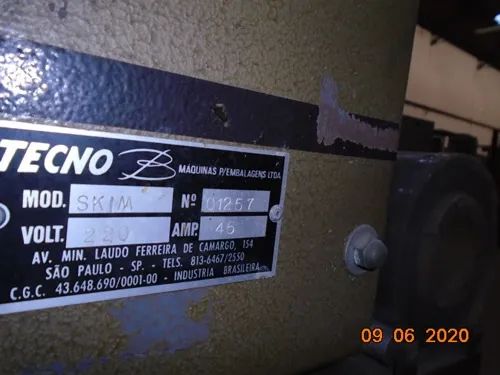 TECNO B MÁQUINAS P/EMBALAGENS LTDA.
MOD. SKIM Nº 01257
VOLT. 220 AMP. 45
AV. MIN. LAUDO FERREIRA DE CAMARGO, 154
SÃO PAULO - SP. - TELS. 813-6467/2550
C.G.C. 43.648.690/0001-00 - INDUSTRIA BRASILEIRA
09 06 2020